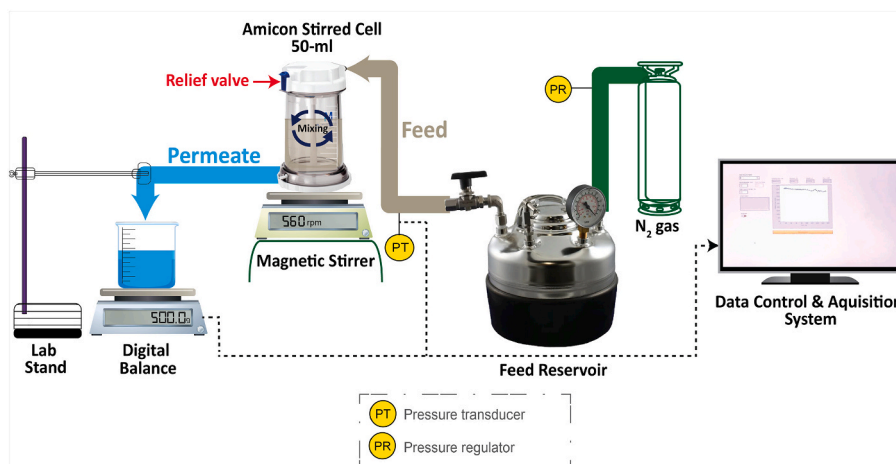 Amicon Stirred Cell
50-ml
Relief valve
Mixing
Feed
Permeate
PR
560 rpm
PT
N₂ gas
Magnetic Stirrer
500.0g
Lab
Stand
Digital
Balance
Feed Reservoir
Data Control & Aquisition
System
PT Pressure transducer
PR Pressure regulator